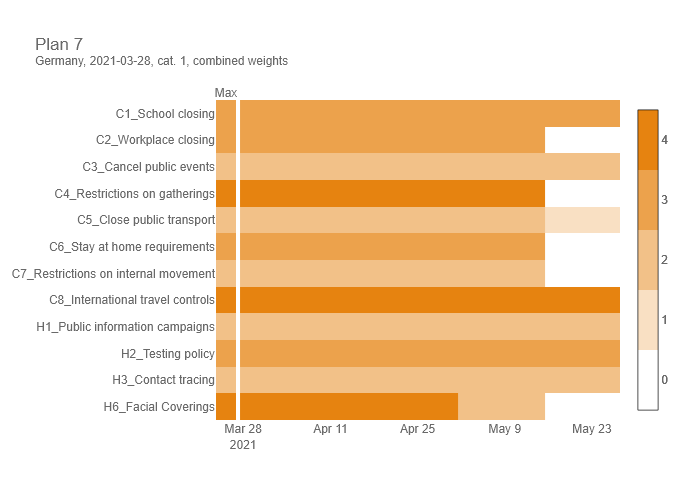 Plan 7
Germany, 2021-03-28, cat. 1, combined weights
Max
C1_School closing
C2_Workplace closing
C3_Cancel public events
C4_Restrictions on gatherings
C5_Close public transport
C6_Stay at home requirements
C7_Restrictions on internal movement
C8_International travel controls
H1_Public information campaigns
H2_Testing policy
H3_Contact tracing
H6_Facial Coverings
Mar 28 Apr 11 Apr 25 May 9 May 23
2021
4
3
2
1
0